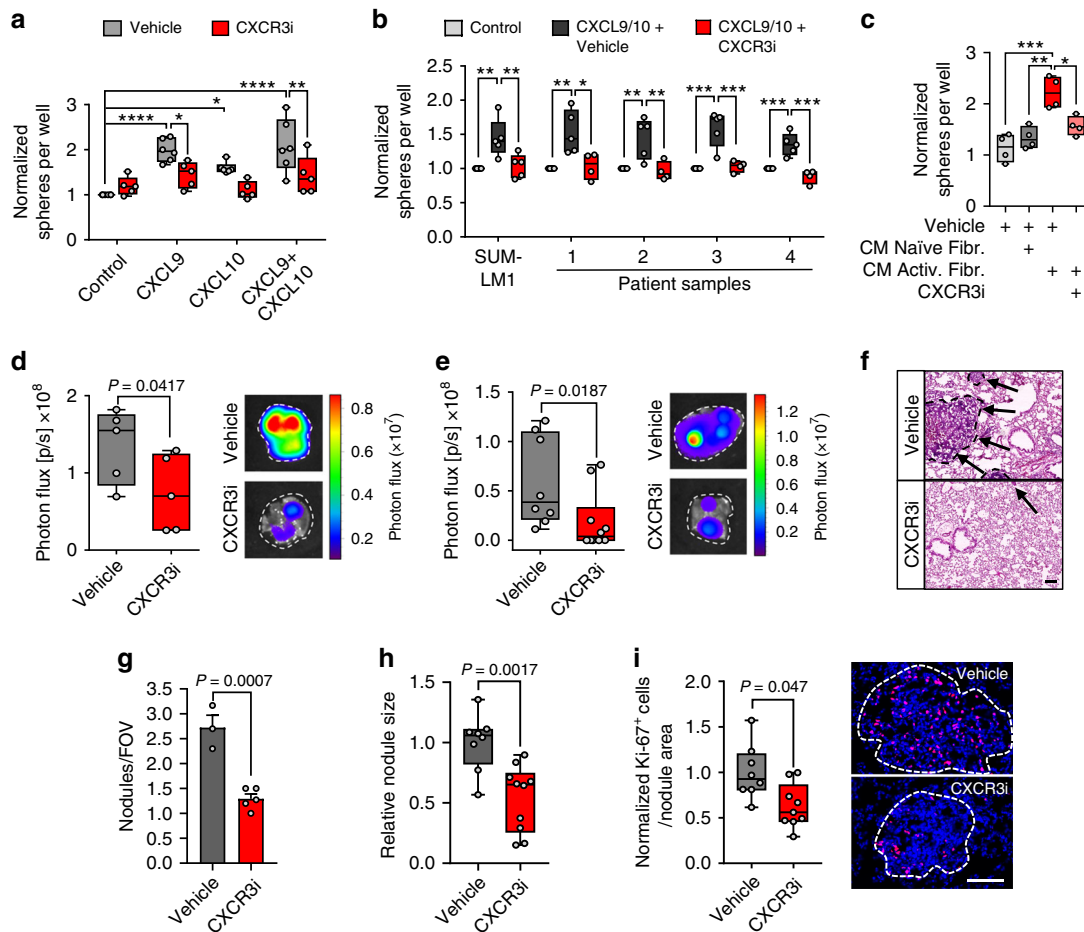 a
Vehicle CXCR3i
Normalized
spheres per well
3
2
1
**** * **** * **
Control CXCL9 CXCL10 CXCL9+
CXCL10
b
Control CXCL9/10 + Vehicle CXCL9/10 + CXCR3i
Normalized
spheres per well
2.5
2.0
1.5
1.0
0.5
0.0
** ** ** * ** ** *** *** *** ***
SUM-
LM1
1 2 3 4
Patient samples
c
Normalized
spheres per well
3
2
1
0
***
** *
Vehicle + + +
CM Naïve Fibr. +
CM Activ. Fibr. + +
CXCR3i +
d
P = 0.0417
Photon flux [p/s] ×10⁸
2
1
0
Vehicle CXCR3i
Vehicle
CXCR3i
0.8
0.6
0.4
0.2
Photon flux (×10⁷)
e
P = 0.0187
Photon flux [p/s] ×10⁸
1.5
1.0
0.5
0.0
Vehicle CXCR3i
Vehicle
CXCR3i
1.2
1.0
0.8
0.6
0.4
0.2
Photon flux (×10⁷)
f
Vehicle
CXCR3i
g
P = 0.0007
Nodules/FOV
3.5
3.0
2.5
2.0
1.5
1.0
0.5
0.0
Vehicle CXCR3i
h
P = 0.0017
Relative nodule size
1.5
1.0
0.5
0.0
Vehicle CXCR3i
i
P = 0.047
Normalized Ki-67⁺ cells
/nodule area
2.0
1.5
1.0
0.5
0.0
Vehicle CXCR3i
Vehicle
CXCR3i